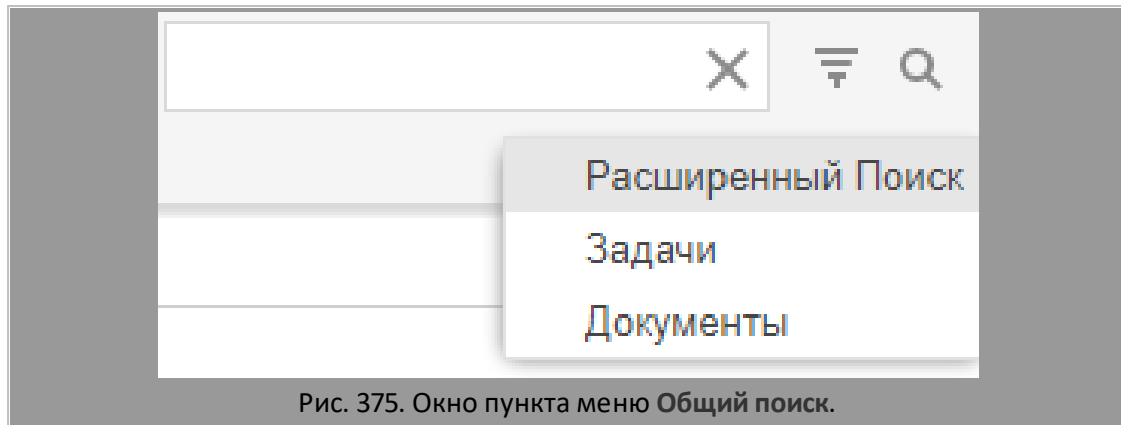 Расширенный Поиск
Задачи
Документы
Рис. 375. Окно пункта меню Общий поиск.